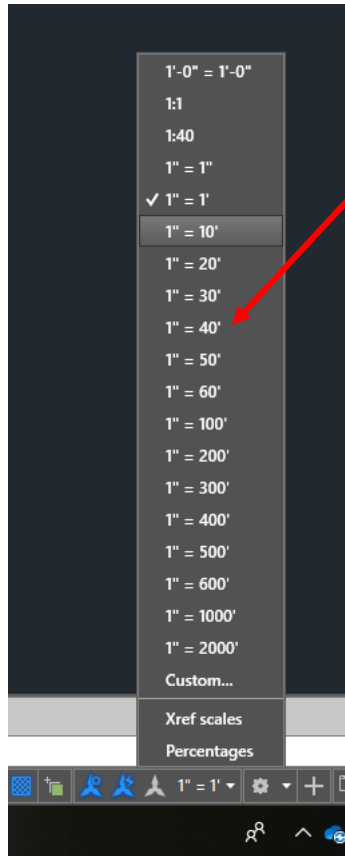 1'-0" = 1'-0"
1:1
1:40
1" = 1"
1" = 1'
1" = 10'
1" = 20'
1" = 30'
1" = 40'
1" = 50'
1" = 60'
1" = 100'
1" = 200'
1" = 300'
1" = 400'
1" = 500'
1" = 600'
1" = 1000'
1" = 2000'
Custom...
Xref scales
Percentages
1" = 1'